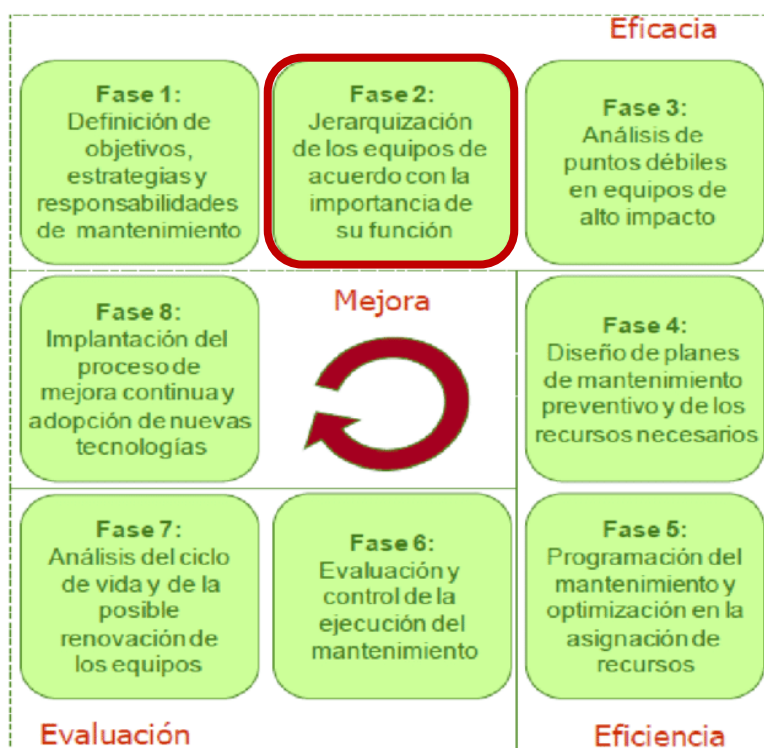 Eficacia
Fase 1:
Definición de
objetivos,
estrategias y
responsabilidades
de mantenimiento
Fase 2:
Jerarquización
de los equipos de
acuerdo con la
importancia de
su función
Fase 3:
Análisis de
puntos débiles
en equipos de
alto impacto
Fase 8:
Implantación del
proceso de
mejora continua y
adopción de nuevas
tecnologías
Mejora
Fase 4:
Diseño de planes
de mantenimiento
preventivo y de los
recursos necesarios
Fase 7:
Análisis del ciclo
de vida y de la
posible
renovación de
los equipos
Fase 6:
Evaluación y
control de la
ejecución del
mantenimiento
Fase 5:
Programación del
mantenimiento y
optimización en la
asignación de
recursos
Evaluación
Eficiencia